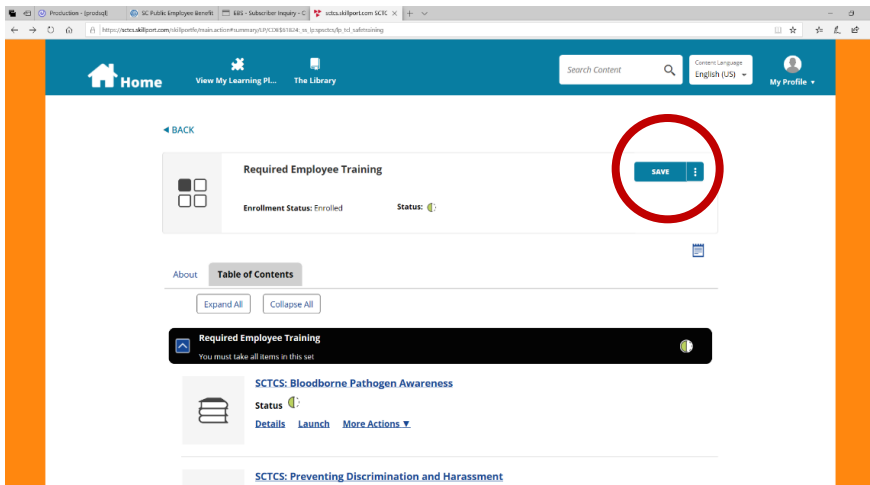 Production - [prodsql]
SC Public Employee Benefit
EBS - Subscriber Inquiry - C
sctcs.skillport.com SCTC
Home
View My Learning Pl...
The Library
Search Content
Content Language
English (US)
My Profile
BACK
Required Employee Training
SAVE
Enrollment Status: Enrolled
Status:
About
Table of Contents
Expand All
Collapse All
Required Employee Training
You must take all items in this set
SCTCS: Bloodborne Pathogen Awareness
Status
Details Launch More Actions ▼
SCTCS: Preventing Discrimination and Harassment